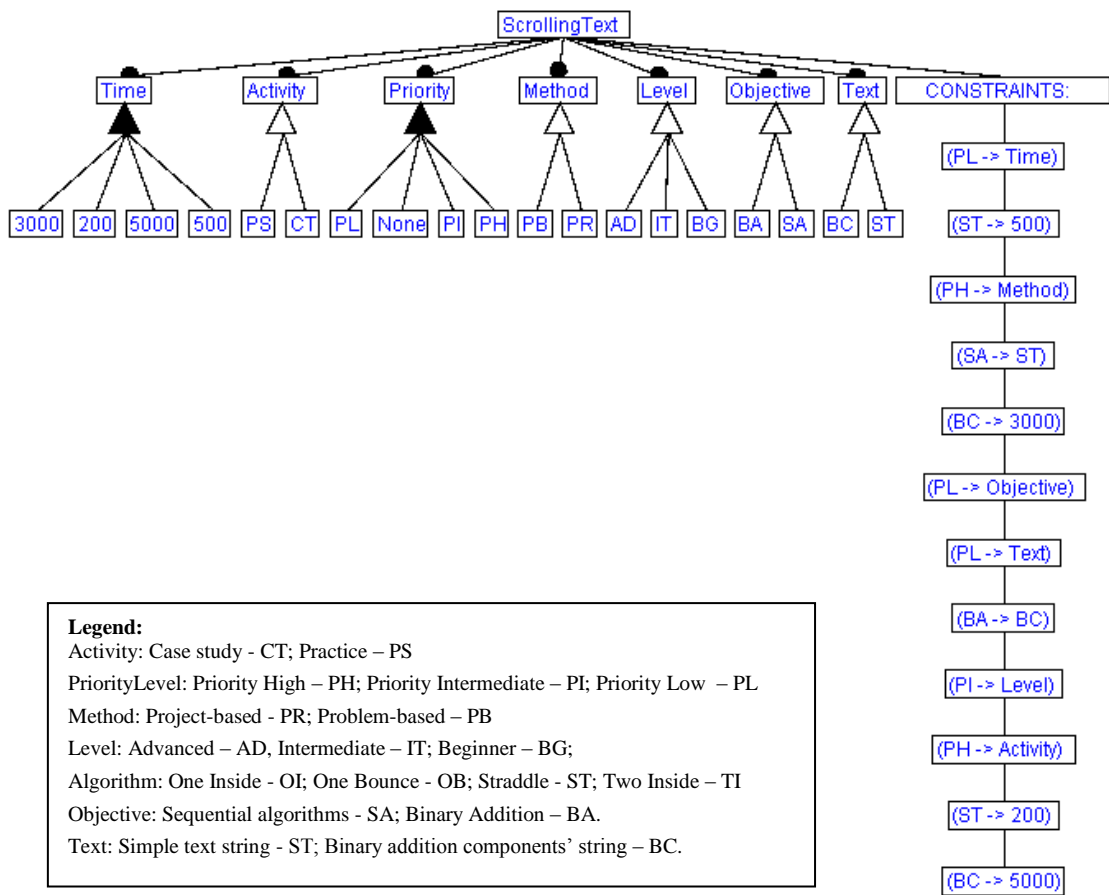 ScrollingText
Time Activity Priority Method Level Objective Text CONSTRAINTS:
(PL -> Time)
3000 200 5000 500 PS CT PL None PI PH PB PR AD IT BG BA SA BC ST (ST -> 500)
(PH -> Method)
(SA -> ST)
(BC -> 3000)
(PL -> Objective)
(PL -> Text)
(BA -> BC)
(PI -> Level)
(PH -> Activity)
(ST -> 200)
(BC -> 5000)
Legend:
Activity: Case study - CT; Practice – PS
PriorityLevel: Priority High – PH; Priority Intermediate – PI; Priority Low – PL
Method: Project-based - PR; Problem-based – PB
Level: Advanced – AD, Intermediate – IT; Beginner – BG;
Algorithm: One Inside - OI; One Bounce - OB; Straddle - ST; Two Inside – TI
Objective: Sequential algorithms - SA; Binary Addition – BA.
Text: Simple text string - ST; Binary addition components’ string – BC.